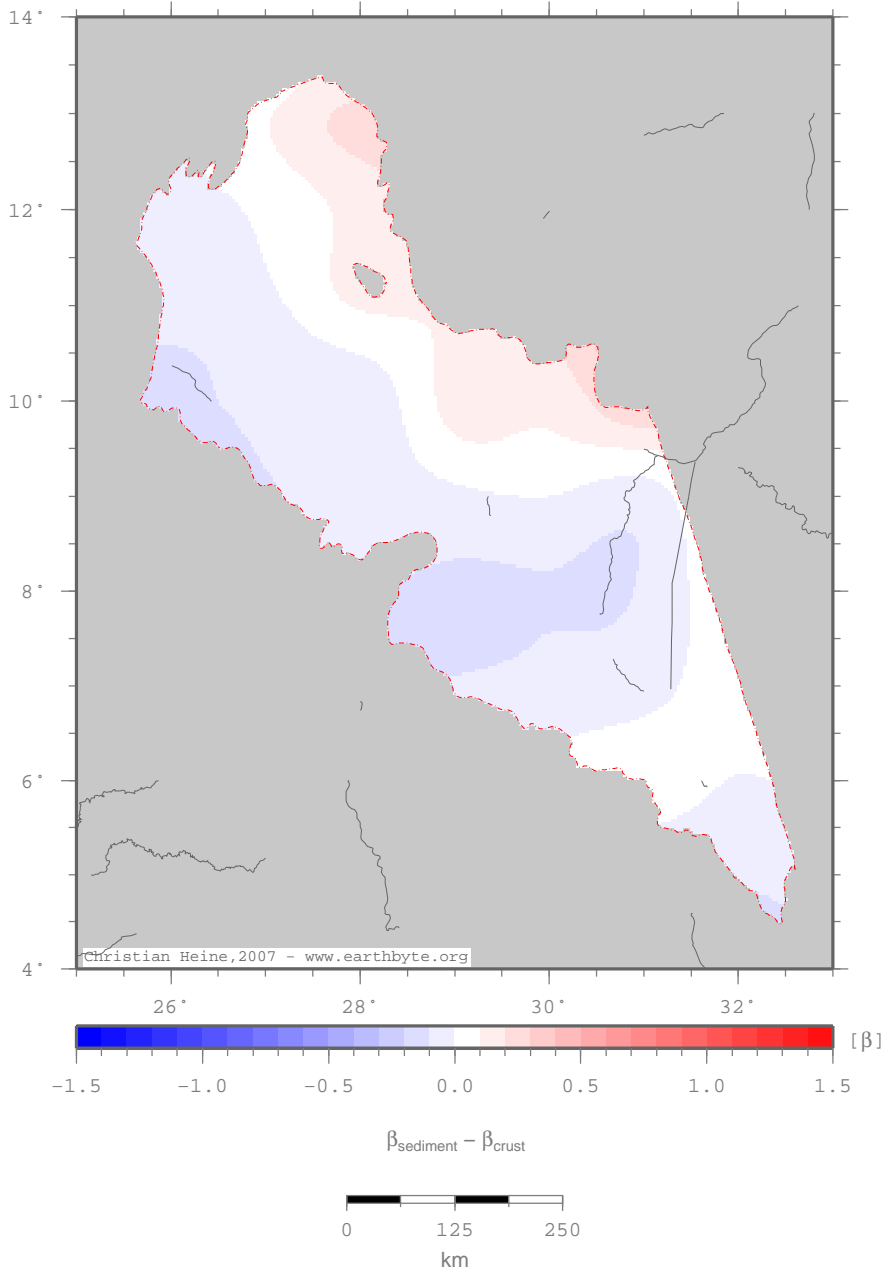 14°
12°
10°
8°
6°
4°
Christian Heine,2007 - www.earthbyte.org
26° 28° 30° 32°
[β]
-1.5 -1.0 -0.5 0.0 0.5 1.0 1.5
βsediment – βcrust
0 125 250
km